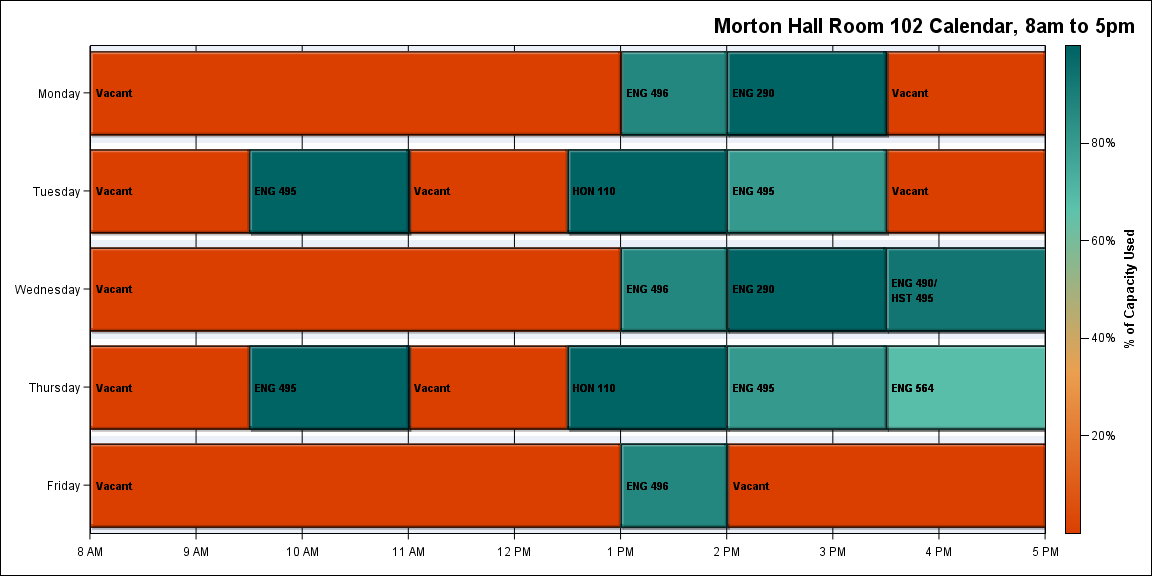 Morton Hall Room 102 Calendar, 8am to 5pm
Monday
Vacant
ENG 496
ENG 290
Vacant
Tuesday
Vacant
ENG 495
Vacant
HON 110
ENG 495
Vacant
Wednesday
Vacant
ENG 496
ENG 290
ENG 490/
HST 495
Thursday
Vacant
ENG 495
Vacant
HON 110
ENG 495
ENG 564
Friday
Vacant
ENG 496
Vacant
8 AM
9 AM
10 AM
11 AM
12 PM
1 PM
2 PM
3 PM
4 PM
5 PM
80%
60%
40%
20%
% of Capacity Used